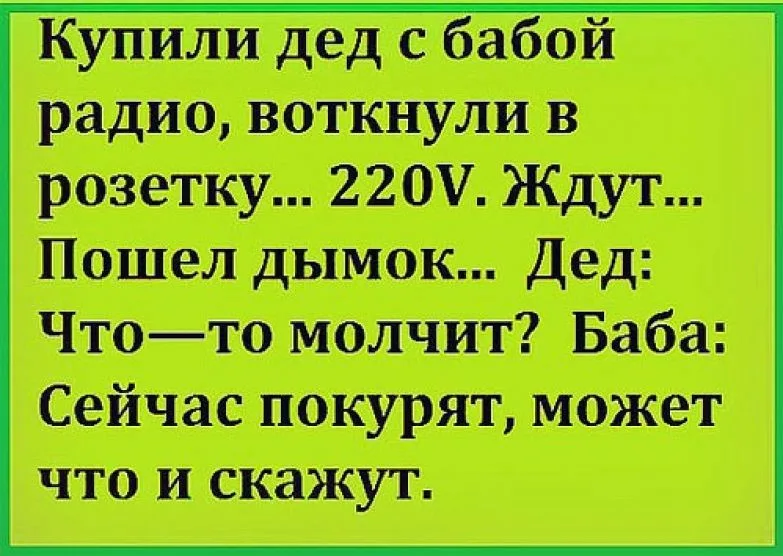 Купили дед с бабой
радио, воткнули в
розетку... 220V. Ждут...
Пошел дымок... Дед:
Что—то молчит? Баба:
Сейчас покурят, может
что и скажут.